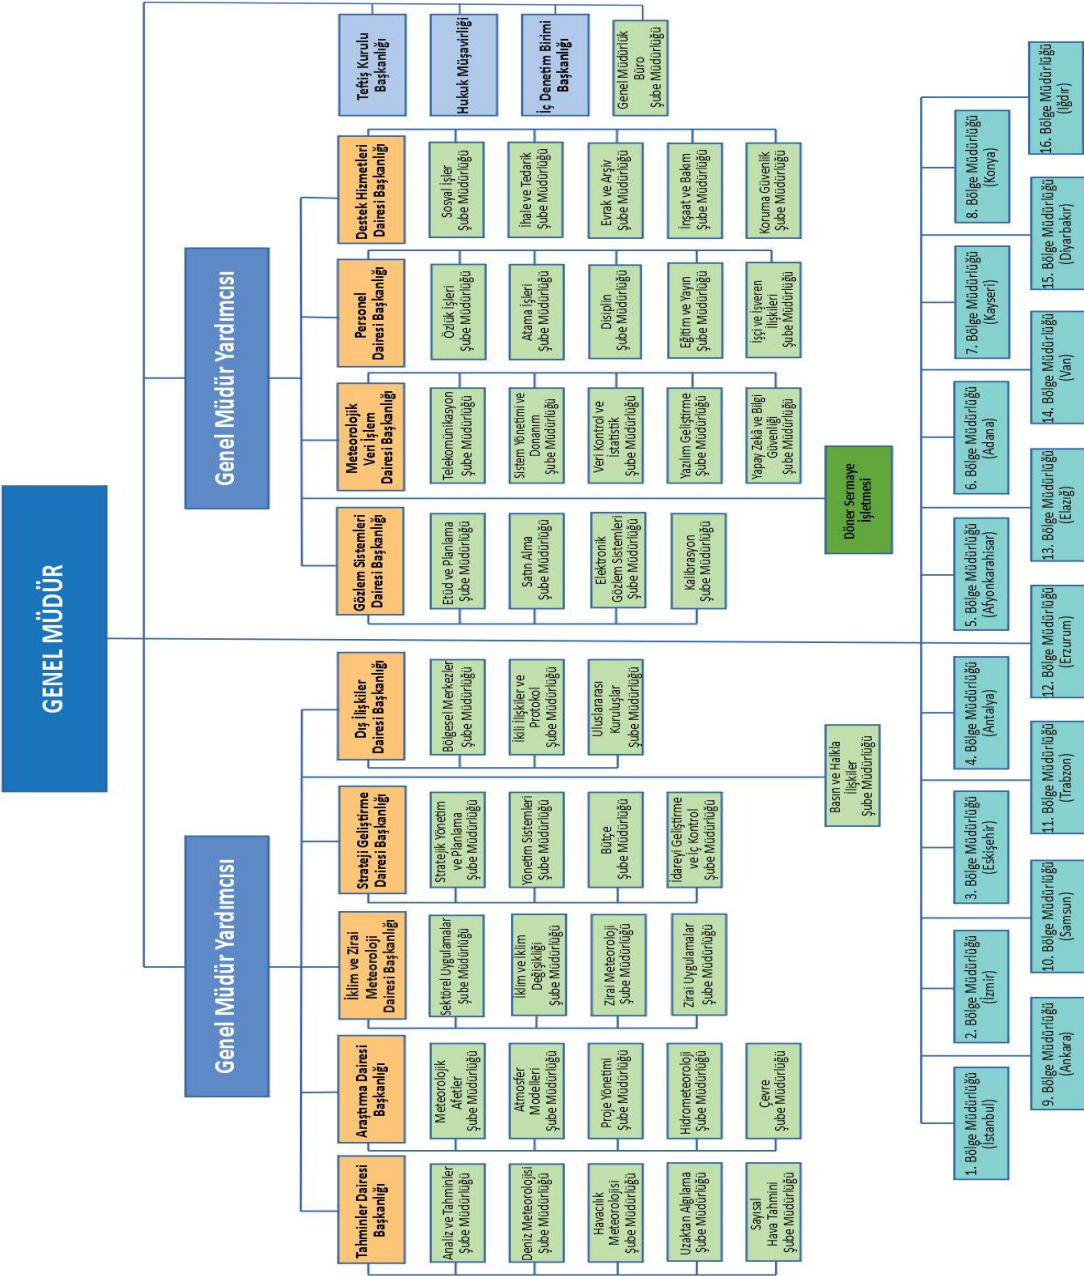 GENEL MÜDÜR
Genel Müdür Yardımcısı
Genel Müdür Yardımcısı
Tahminler Dairesi
Başkanlığı
Analiz ve Tahminler
Şube Müdürlüğü
Deniz Meteorolojisi
Şube Müdürlüğü
Havacılık
Meteorolojisi
Şube Müdürlüğü
Uzaktan Algılama
Şube Müdürlüğü
Sayısal
Hava Tahmini
Şube Müdürlüğü
Araştırma Dairesi
Başkanlığı
Meteorolojik
Afetler
Şube Müdürlüğü
Atmosfer
Modelleri
Şube Müdürlüğü
Proje Yönetimi
Şube Müdürlüğü
Hidrometeoroloji
Şube Müdürlüğü
Çevre
Şube Müdürlüğü
İklim ve Zirai
Meteoroloji
Dairesi Başkanlığı
Sektörel Uygulamalar
Şube Müdürlüğü
İklim ve İklim
Değişikliği
Şube Müdürlüğü
Zirai Meteoroloji
Şube Müdürlüğü
Zirai Uygulamalar
Şube Müdürlüğü
Strateji Geliştirme
Dairesi Başkanlığı
Stratejik Yönetim
ve Planlama
Şube Müdürlüğü
Yönetim Sistemleri
Şube Müdürlüğü
Bütçe
Şube Müdürlüğü
İdareyi Geliştirme
ve İç Kontrol
Şube Müdürlüğü
Dış İlişkiler
Dairesi Başkanlığı
Bölgesel Merkezler
Şube Müdürlüğü
İkili İlişkiler ve
Protokol
Şube Müdürlüğü
Uluslararası
Kuruluşlar
Şube Müdürlüğü
Basın ve Halkla
İlişkiler
Şube Müdürlüğü
Gözlem Sistemleri
Dairesi Başkanlığı
Etüd ve Planlama
Şube Müdürlüğü
Satın Alma
Şube Müdürlüğü
Elektronik
Gözlem Sistemleri
Şube Müdürlüğü
Kalibrasyon
Şube Müdürlüğü
Meteorolojik
Veri İşlem
Dairesi Başkanlığı
Telekomünikasyon
Şube Müdürlüğü
Sistem Yönetimi ve
Donanım
Şube Müdürlüğü
Veri Kontrol ve
İstatistik
Şube Müdürlüğü
Yazılım Geliştirme
Şube Müdürlüğü
Yapay Zekâ ve Bilgi
Güvenliği
Şube Müdürlüğü
Personel
Dairesi Başkanlığı
Özlük İşleri
Şube Müdürlüğü
Atama İşleri
Şube Müdürlüğü
Disiplin
Şube Müdürlüğü
Eğitim ve Yayın
Şube Müdürlüğü
İşçi ve İşveren
İlişkileri
Şube Müdürlüğü
Destek Hizmetleri
Dairesi Başkanlığı
Sosyal İşler
Şube Müdürlüğü
İhale ve Tedarik
Şube Müdürlüğü
Evrak ve Arşiv
Şube Müdürlüğü
İnşaat ve Bakım
Şube Müdürlüğü
Koruma Güvenlik
Şube Müdürlüğü
Döner Sermaye
İşletmesi
Teftiş Kurulu
Başkanlığı
Hukuk Müşavirliği
İç Denetim Birimi
Başkanlığı
Genel Müdürlük
Büro
Şube Müdürlüğü
1. Bölge Müdürlüğü
(İstanbul)
2. Bölge Müdürlüğü
(İzmir)
3. Bölge Müdürlüğü
(Eskişehir)
4. Bölge Müdürlüğü
(Antalya)
5. Bölge Müdürlüğü
(Afyonkarahisar)
6. Bölge Müdürlüğü
(Adana)
7. Bölge Müdürlüğü
(Kayseri)
8. Bölge Müdürlüğü
(Konya)
9. Bölge Müdürlüğü
(Ankara)
10. Bölge Müdürlüğü
(Samsun)
11. Bölge Müdürlüğü
(Trabzon)
12. Bölge Müdürlüğü
(Erzurum)
13. Bölge Müdürlüğü
(Elazığ)
14. Bölge Müdürlüğü
(Van)
15. Bölge Müdürlüğü
(Diyarbakır)
16. Bölge Müdürlüğü
(Iğdır)